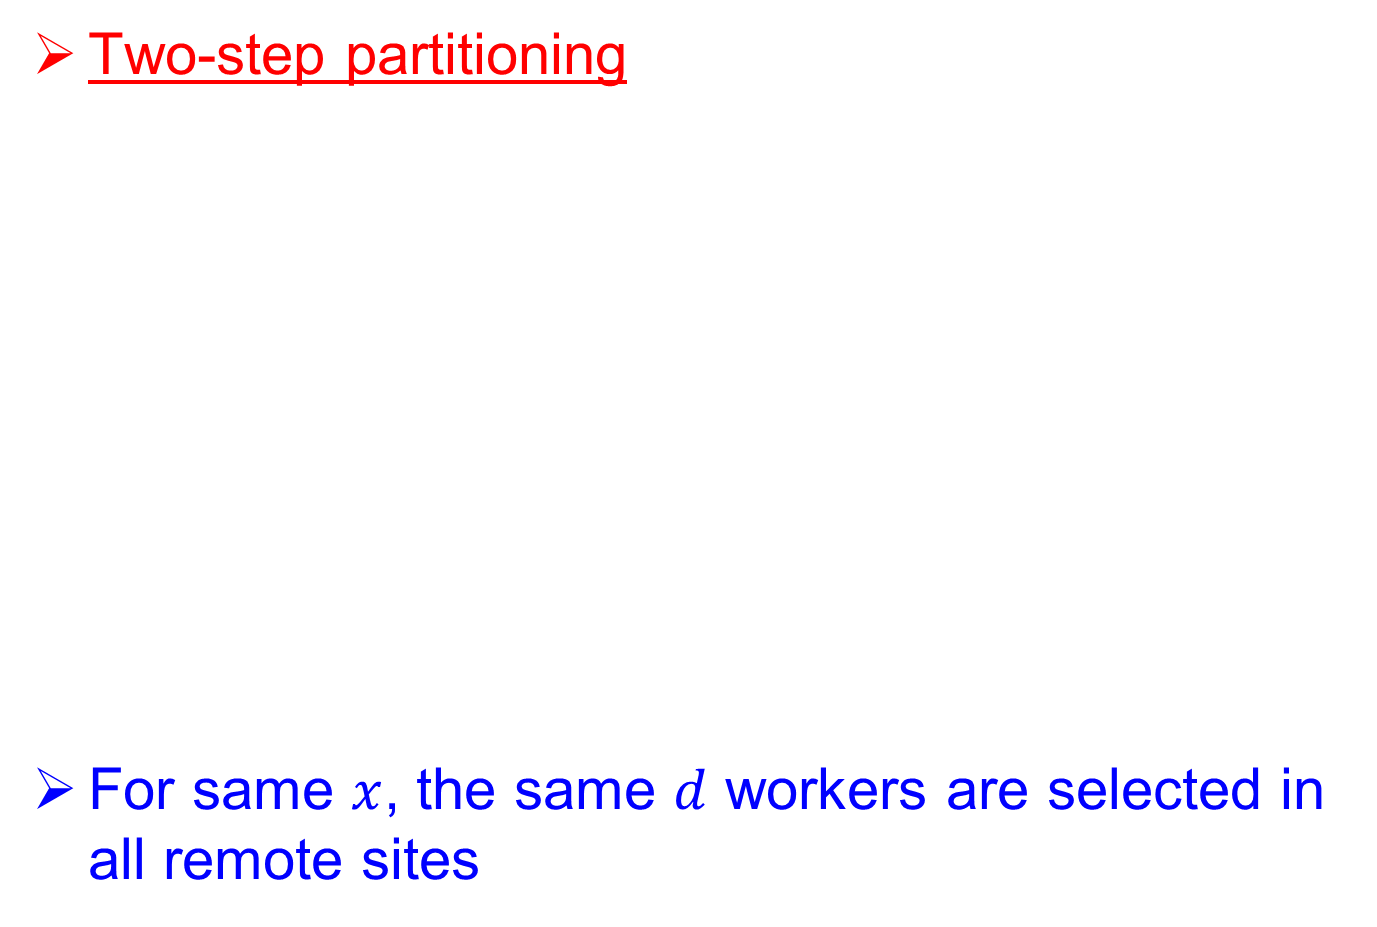 ➢ Two-step partitioning
➢ For same 𝑥, the same 𝑑 workers are selected in
all remote sites